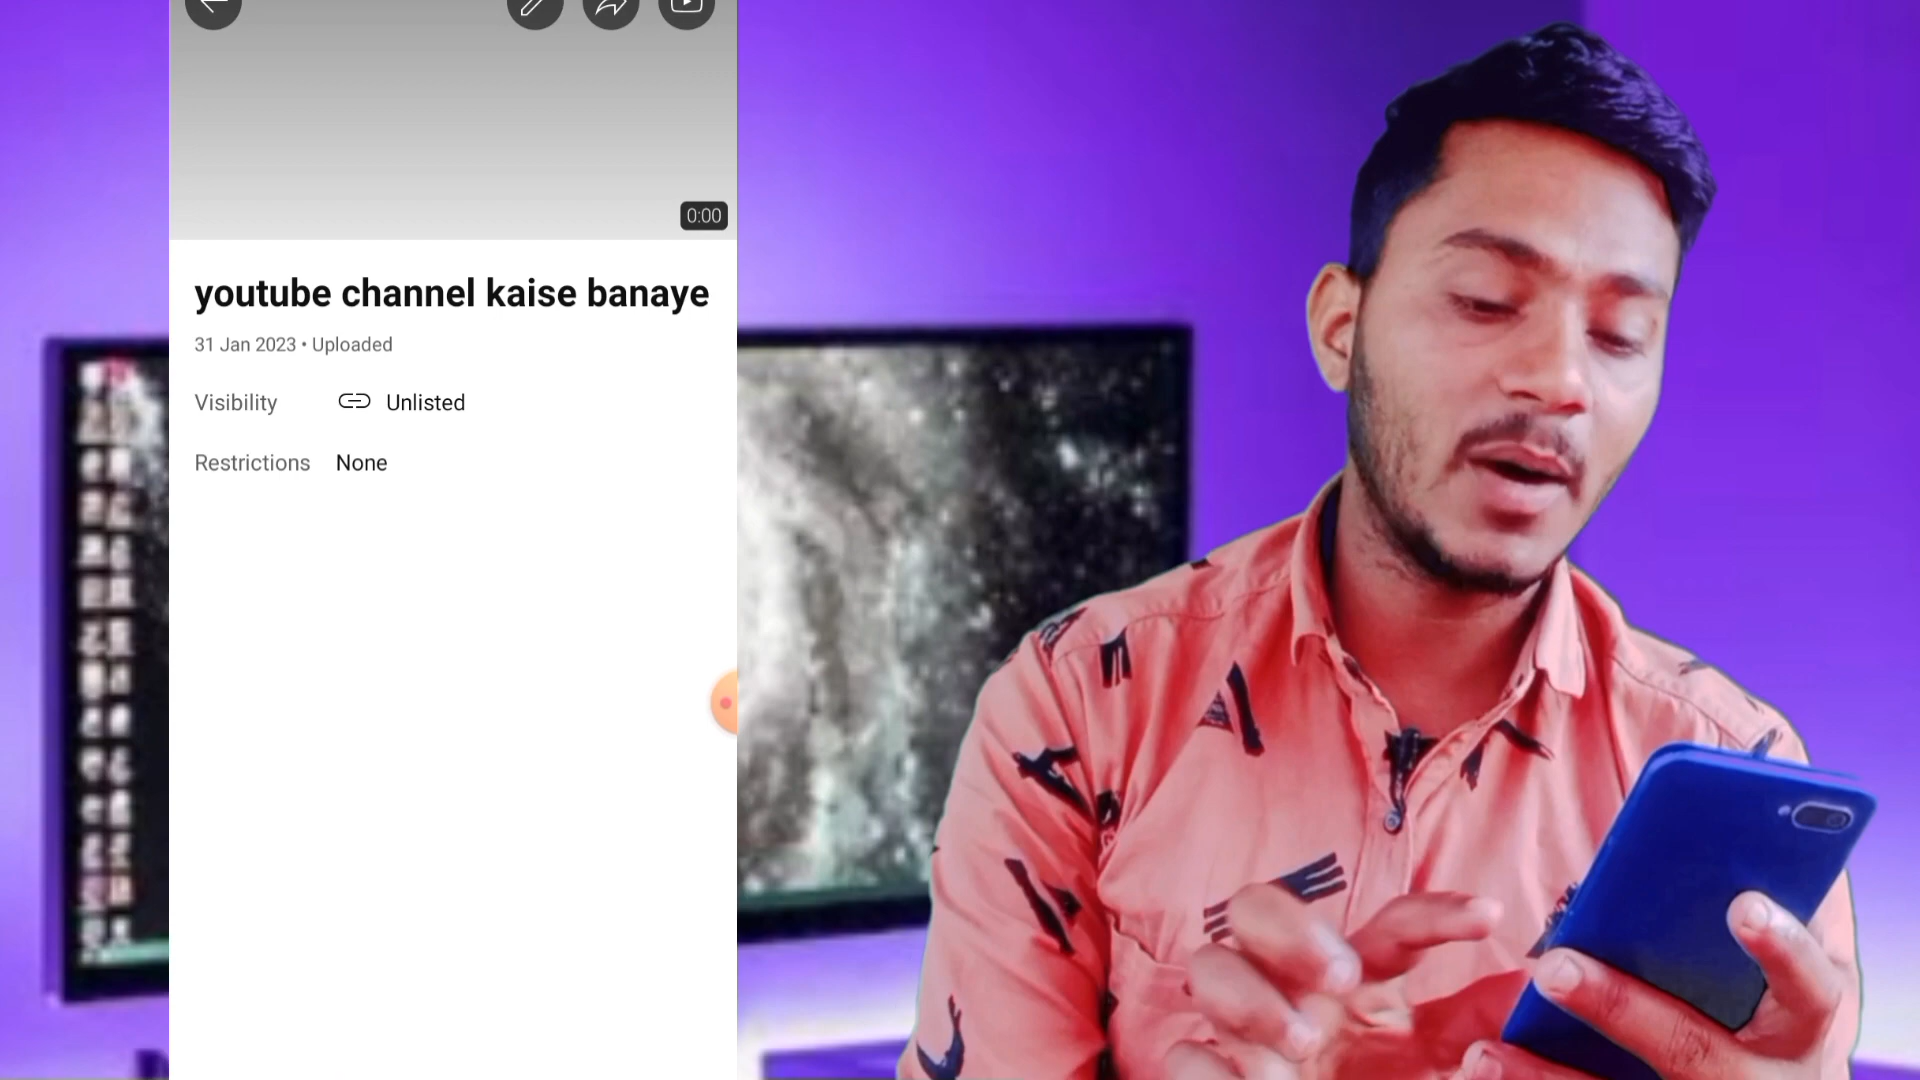 0:00
youtube channel kaise banaye
31 Jan 2023 • Uploaded
Visibility Unlisted
Restrictions None